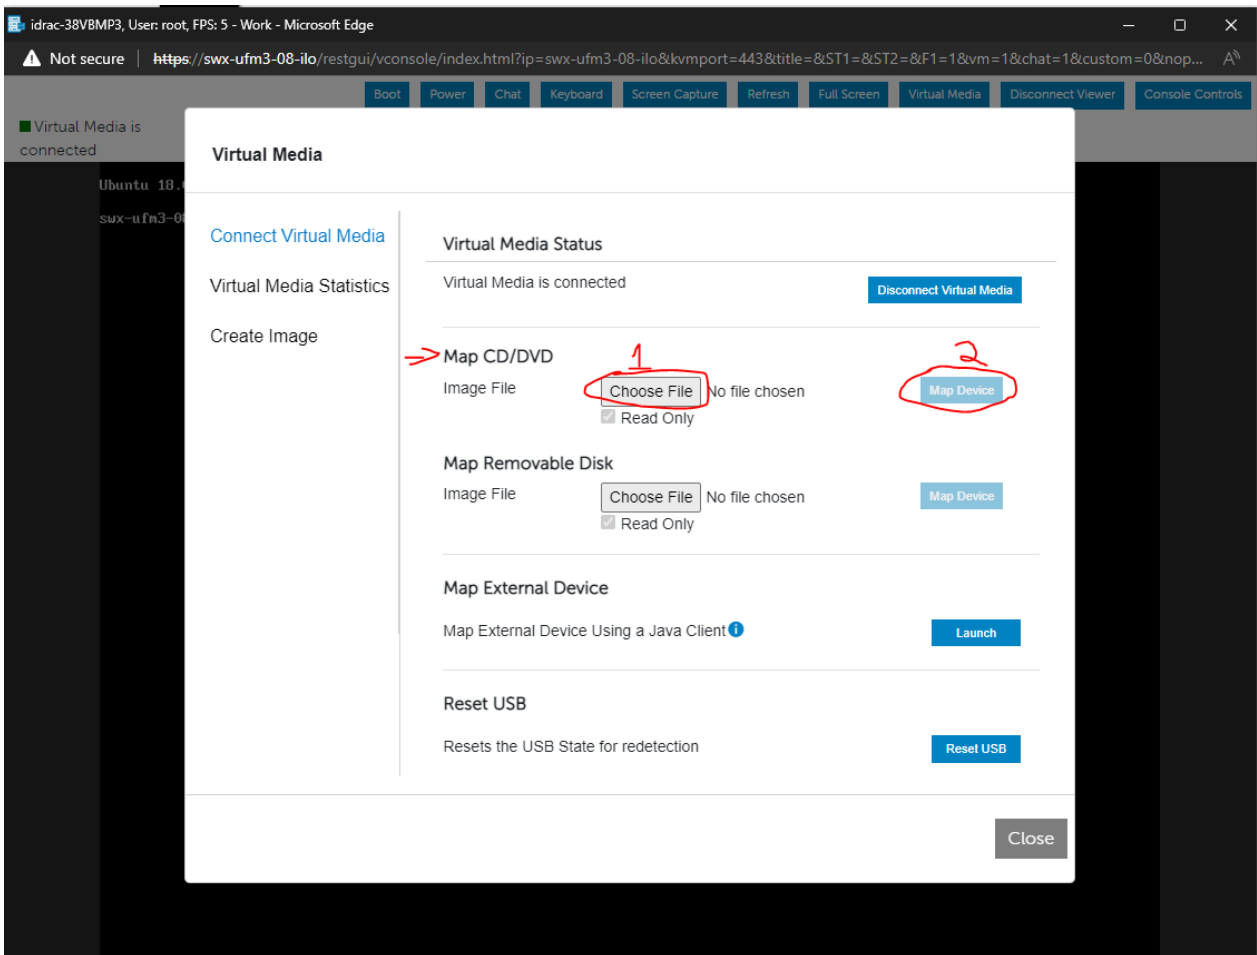 idrac-38VBMP3, User: root, FPS: 5 - Work - Microsoft Edge
Not secure | https://swx-ufm3-08-ilo/restgui/vconsole/index.html?ip=swx-ufm3-08-ilo&kvmport=443&title=&ST1=&ST2=&F1=1&vm=1&chat=1&custom=0&nop...
Boot Power Chat Keyboard Screen Capture Refresh Full Screen Virtual Media Disconnect Viewer Console Controls
Virtual Media is
connected
Virtual Media
Ubuntu 18.
swx-ufm3-08
Connect Virtual Media
Virtual Media Statistics
Create Image
Virtual Media Status
Virtual Media is connected Disconnect Virtual Media
1 2
Map CD/DVD
Image File Choose File No file chosen Map Device
Read Only
Map Removable Disk
Image File Choose File No file chosen Map Device
Read Only
Map External Device
Map External Device Using a Java Client Launch
Reset USB
Resets the USB State for redetection Reset USB
Close